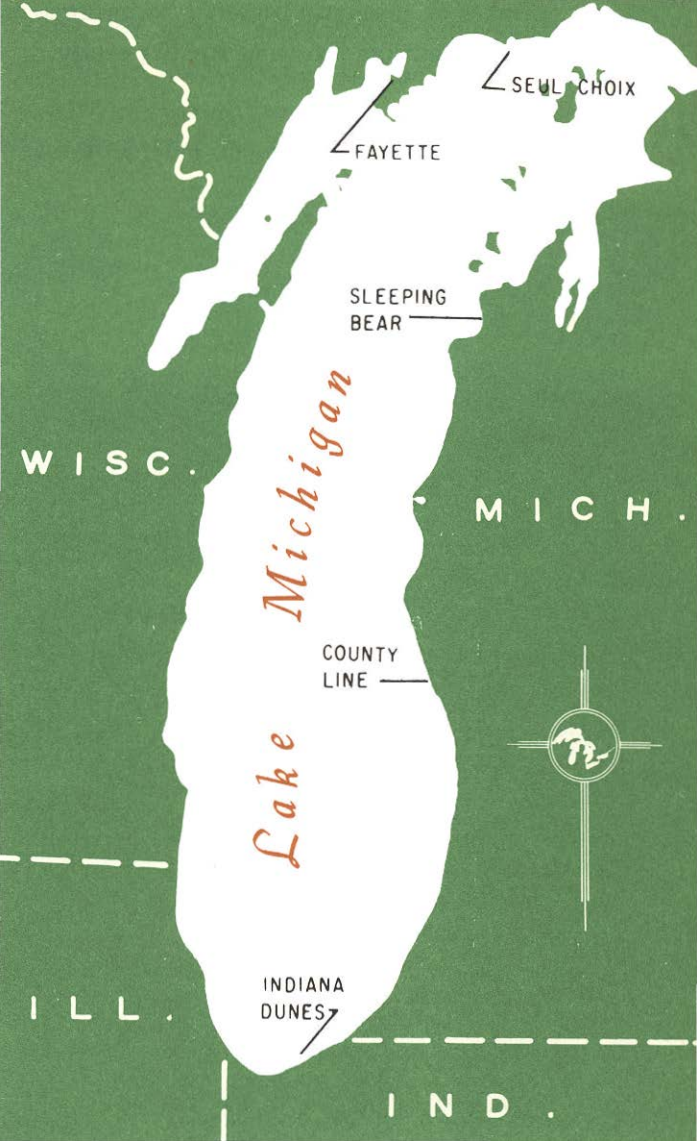 SEUL CHOIX
FAYETTE
SLEEPING
BEAR
Lake Michigan
WISC.
MICH.
COUNTY
LINE
INDIANA
DUNES
ILL.
IND.